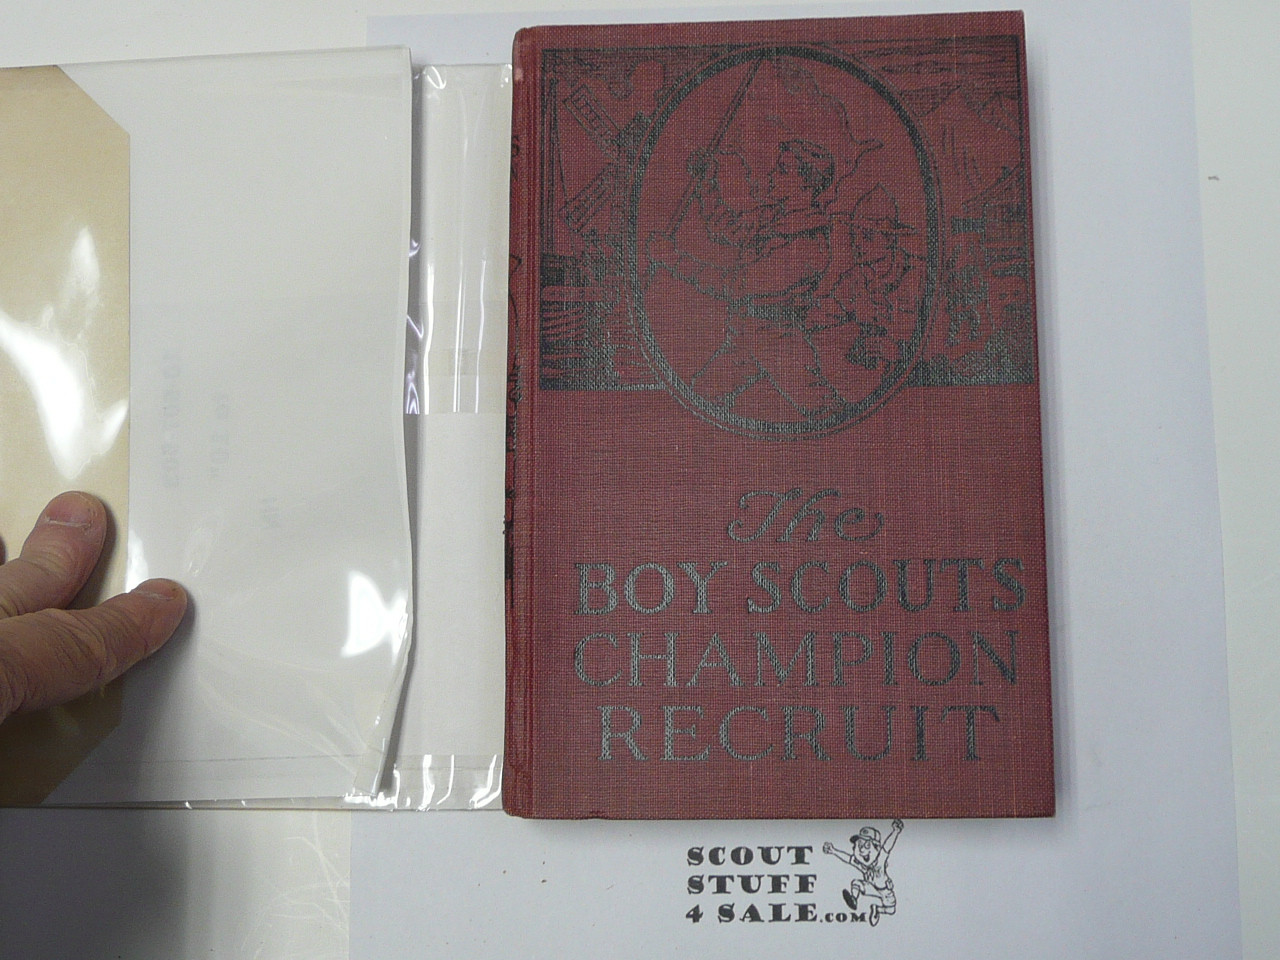 The
BOY SCOUTS
CHAMPION
RECRUIT
SCOUT
STUFF
4 SALE.COM